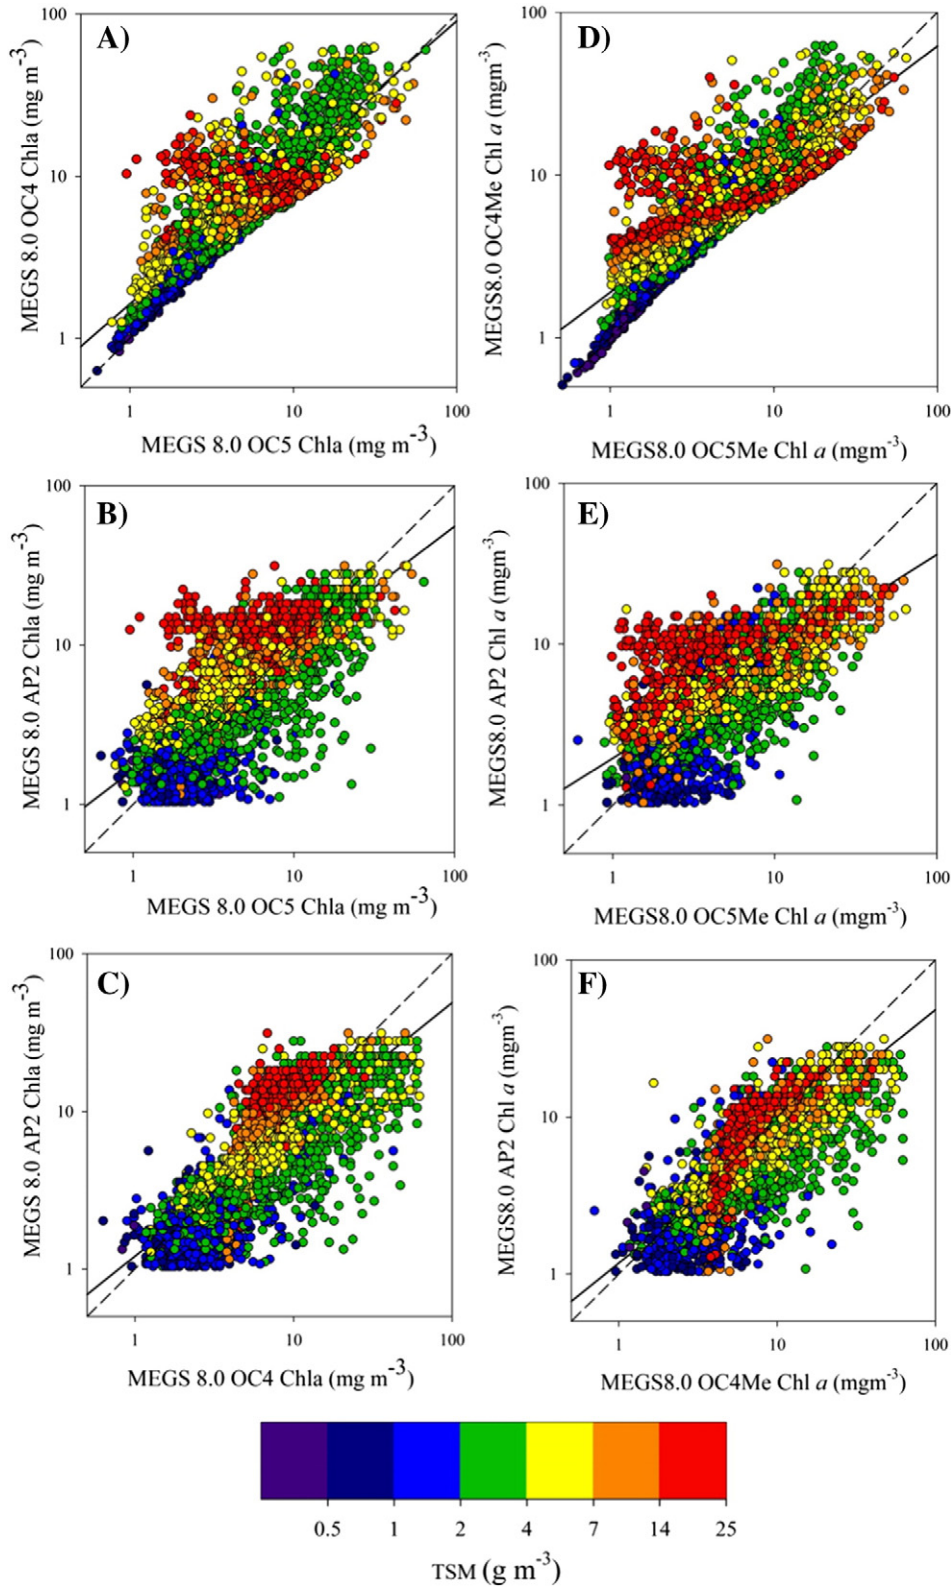 A)
MEGS 8.0 OC4 Chla (mg m-3)
100
10
1
1 10 100
MEGS 8.0 OC5 Chla (mg m-3)
D)
MEGS8.0 OC4Me Chl a (mgm-3)
100
10
1
1 10 100
MEGS8.0 OC5Me Chl a (mgm-3)
B)
MEGS 8.0 AP2 Chla (mg m-3)
100
10
1
1 10 100
MEGS 8.0 OC5 Chla (mg m-3)
E)
MEGS8.0 AP2 Chl a (mgm-3)
100
10
1
1 10 100
MEGS8.0 OC5Me Chl a (mgm-3)
C)
MEGS 8.0 AP2 Chla (mg m-3)
100
10
1
1 10 100
MEGS 8.0 OC4 Chla (mg m-3)
F)
MEGS8.0 AP2 Chl a (mgm-3)
100
10
1
1 10 100
MEGS8.0 OC4Me Chl a (mgm-3)
0.5 1 2 4 7 14 25
TSM (g m-3)